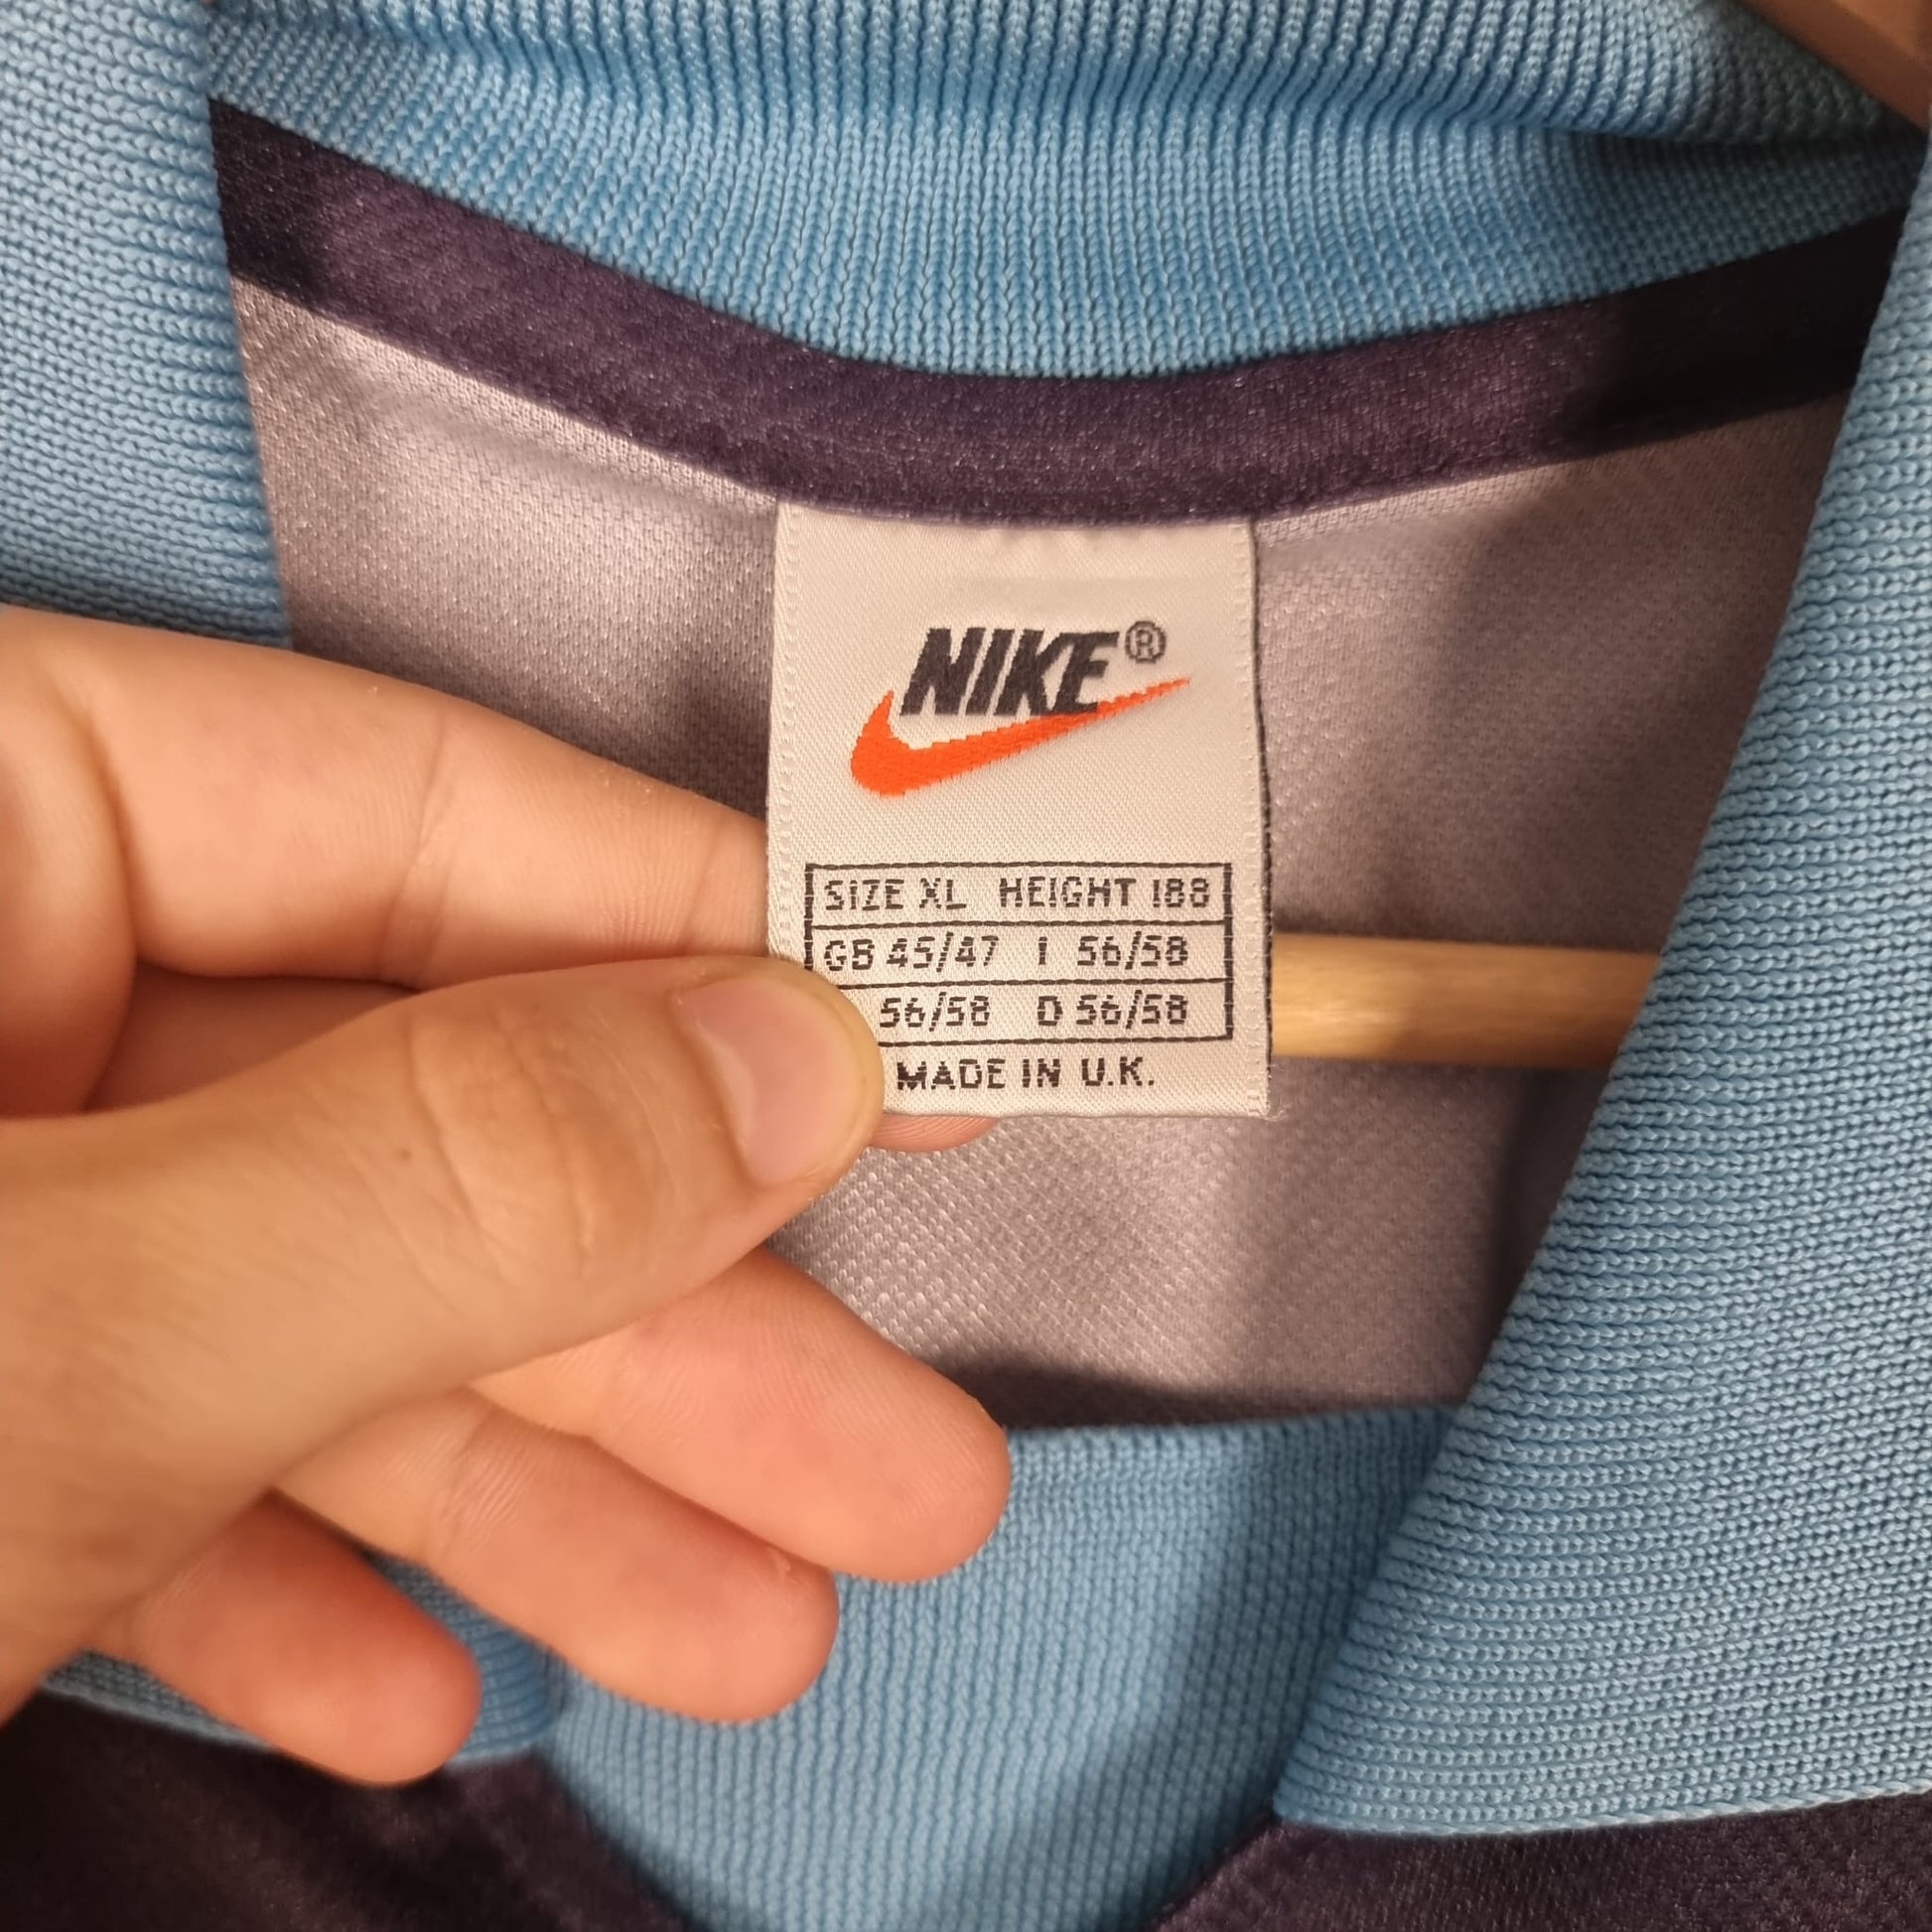 NIKE®
SIZE XL HEIGHT 188
GB 45/47 I 56/58
56/58 D 56/58
MADE IN U.K.